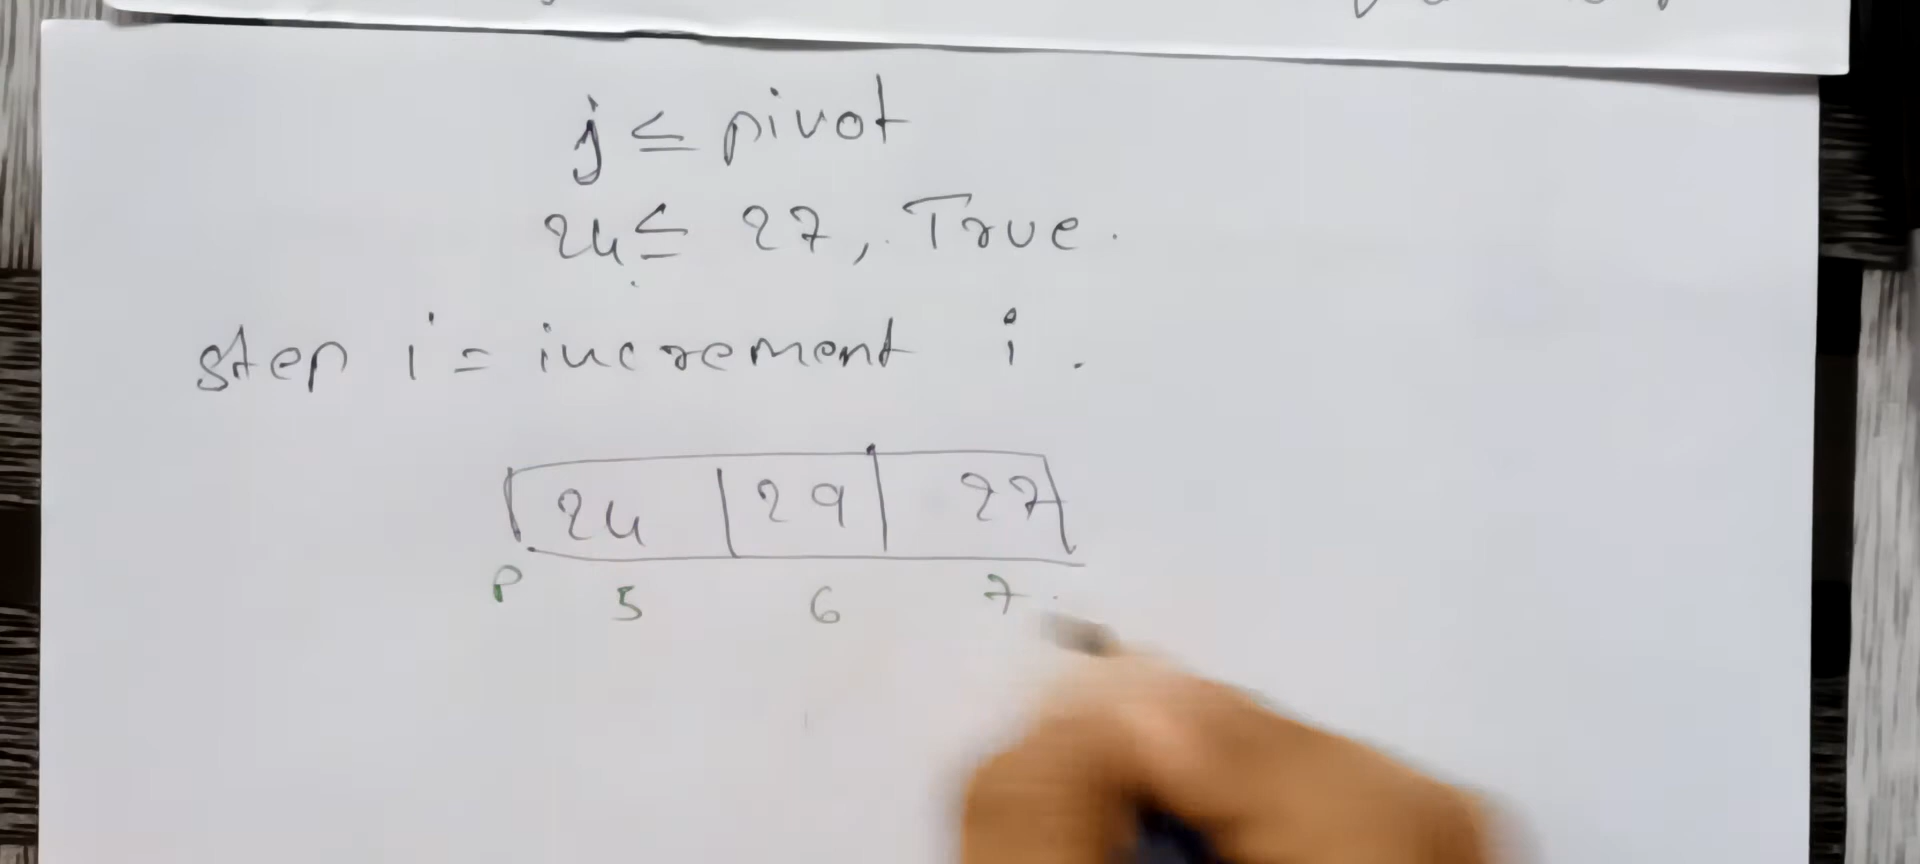 j ≤ pivot
24 ≤ 27, True.
step i = increment i.
24 29 27
P 5 6 7